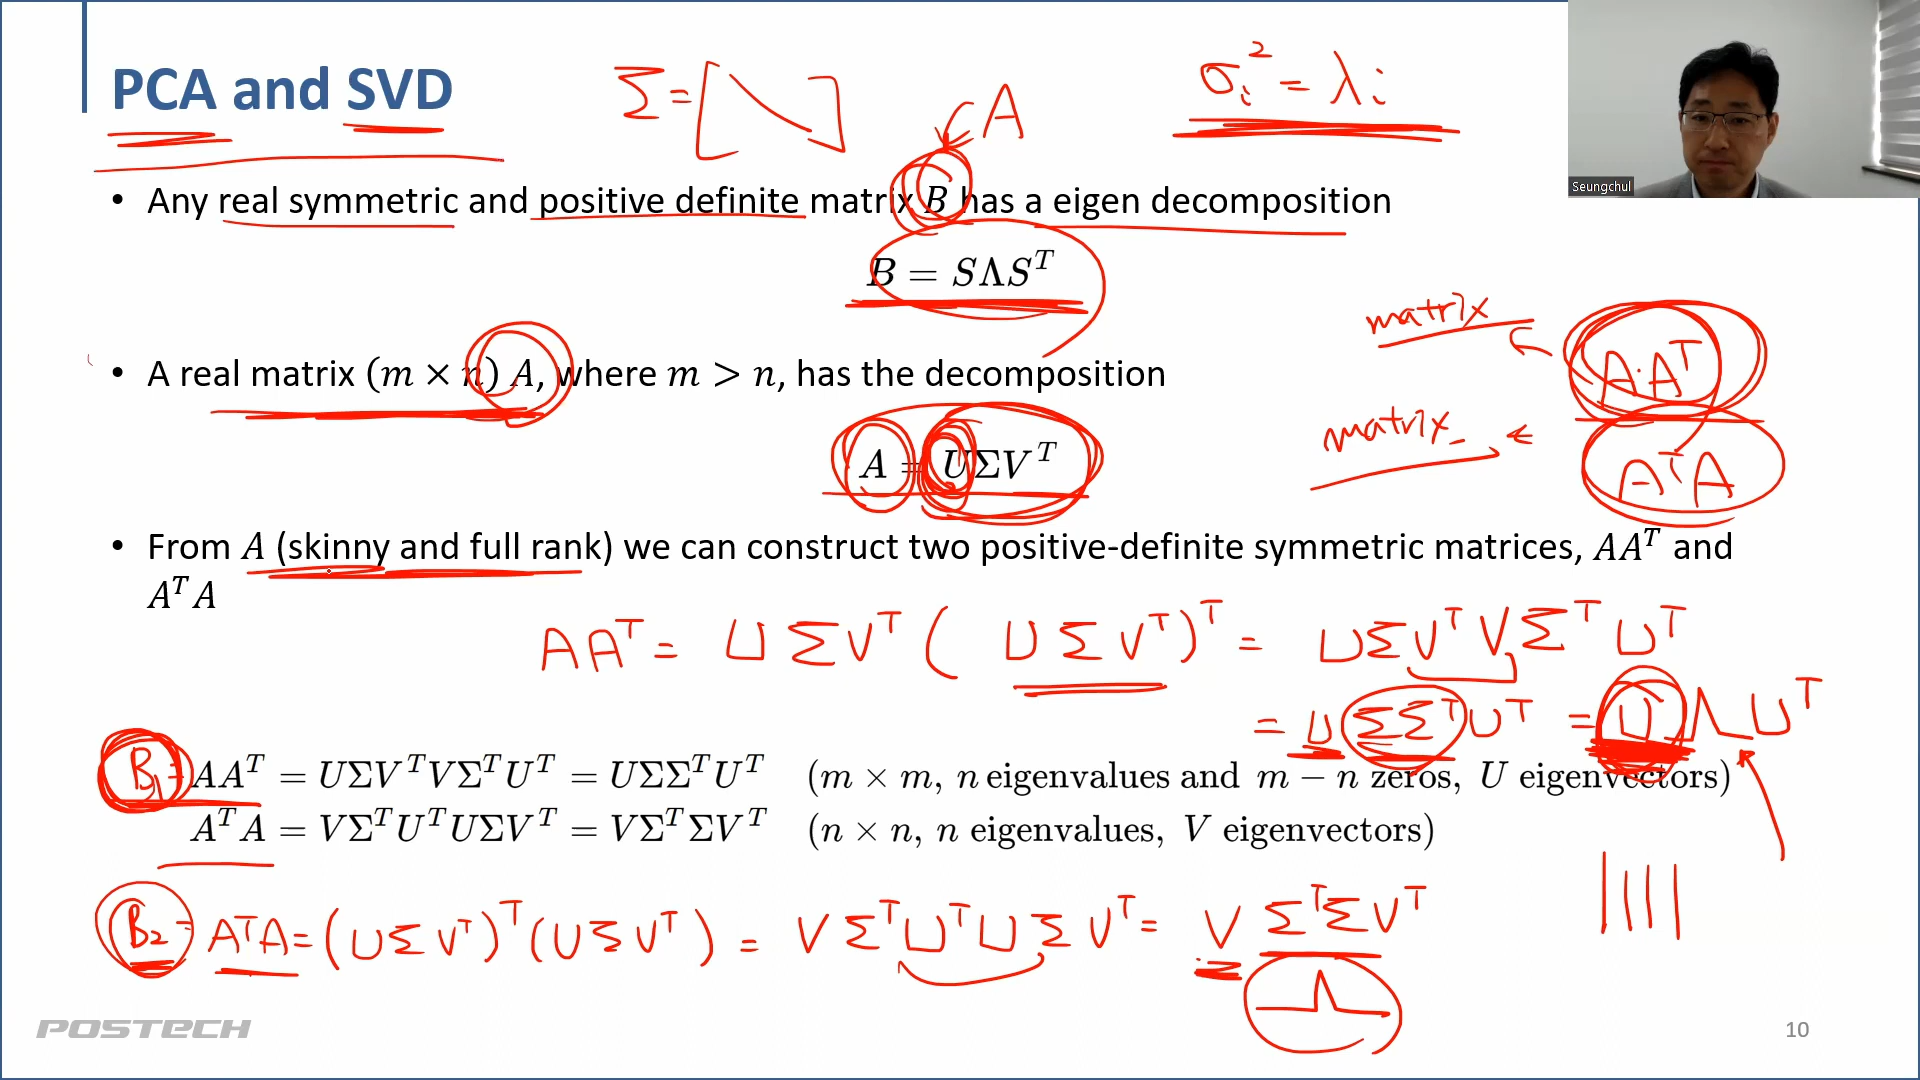 PCA and SVD
Σ =
A
σᵢ² = λᵢ
Seungchul
• Any real symmetric and positive definite matrix B has a eigen decomposition
B = SΛSᵀ
matrix
A·Aᵀ
• A real matrix (m × n) A, where m > n, has the decomposition
matrix
AᵀA
A = UΣVᵀ
• From A (skinny and full rank) we can construct two positive-definite symmetric matrices, AAᵀ and
AᵀA
AAᵀ = UΣVᵀ(UΣVᵀ)ᵀ = UΣVᵀVΣᵀUᵀ
= UΣΣᵀUᵀ = UΛUᵀ
B₁ = AAᵀ = UΣVᵀVΣᵀUᵀ = UΣΣᵀUᵀ (m × m, n eigenvalues and m − n zeros, U eigenvectors)
AᵀA = VΣᵀUᵀUΣVᵀ = VΣᵀΣVᵀ (n × n, n eigenvalues, V eigenvectors)
B₂ = AᵀA = (UΣVᵀ)ᵀ(UΣVᵀ) = VΣᵀUᵀUΣVᵀ = VΣᵀΣVᵀ
Λ
POSTECH
10